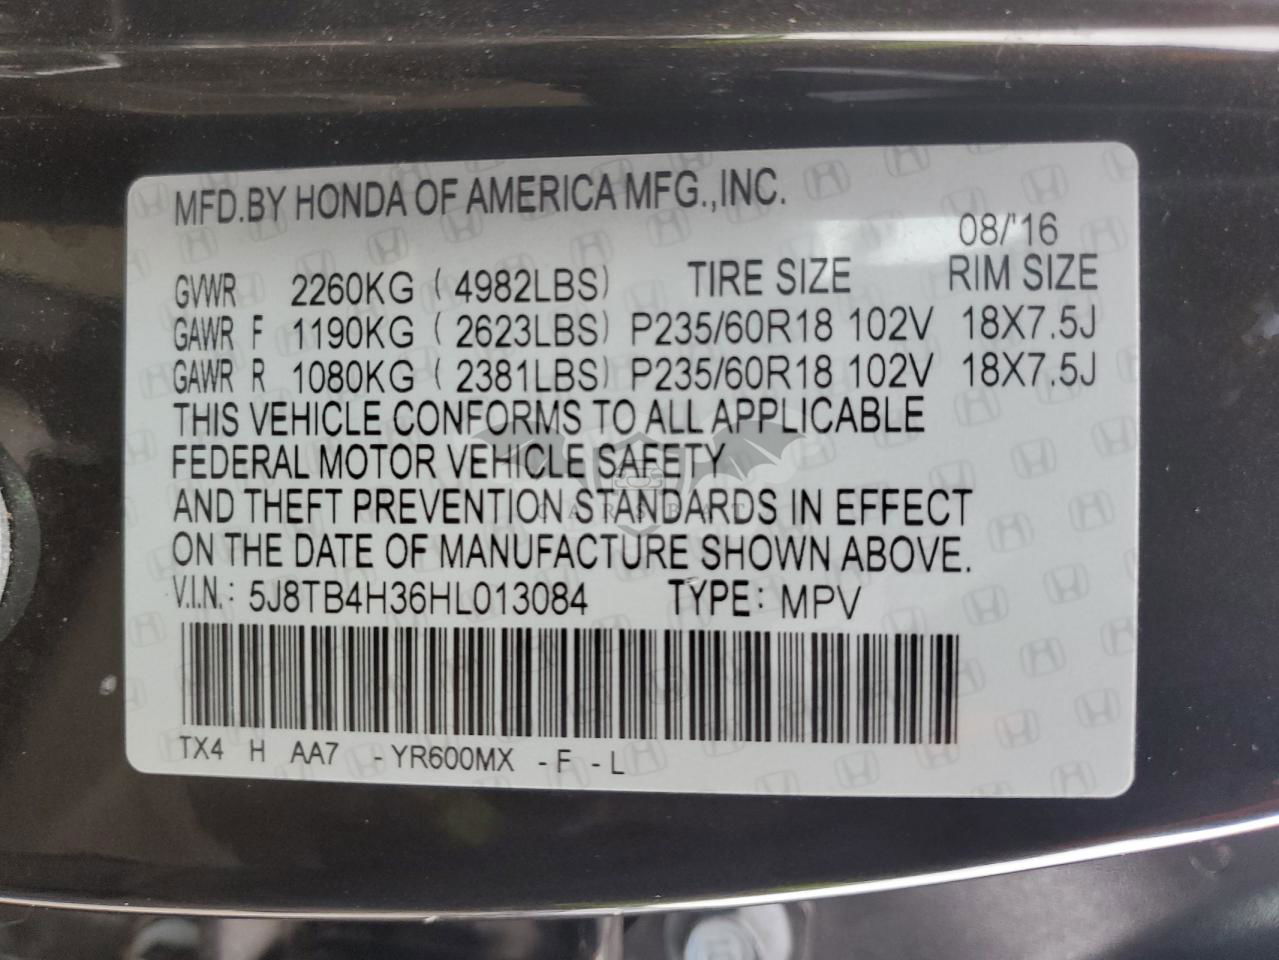 MFD.BY HONDA OF AMERICA MFG.,INC.
08/'16
GVWR 2260KG ( 4982LBS) TIRE SIZE RIM SIZE
GAWR F 1190KG ( 2623LBS) P235/60R18 102V 18X7.5J
GAWR R 1080KG ( 2381LBS) P235/60R18 102V 18X7.5J
THIS VEHICLE CONFORMS TO ALL APPLICABLE
FEDERAL MOTOR VEHICLE SAFETY
AND THEFT PREVENTION STANDARDS IN EFFECT
CARSBAT
ON THE DATE OF MANUFACTURE SHOWN ABOVE.
V.I.N.: 5J8TB4H36HL013084 TYPE: MPV
TX4 H AA7 -YR600MX -F -L